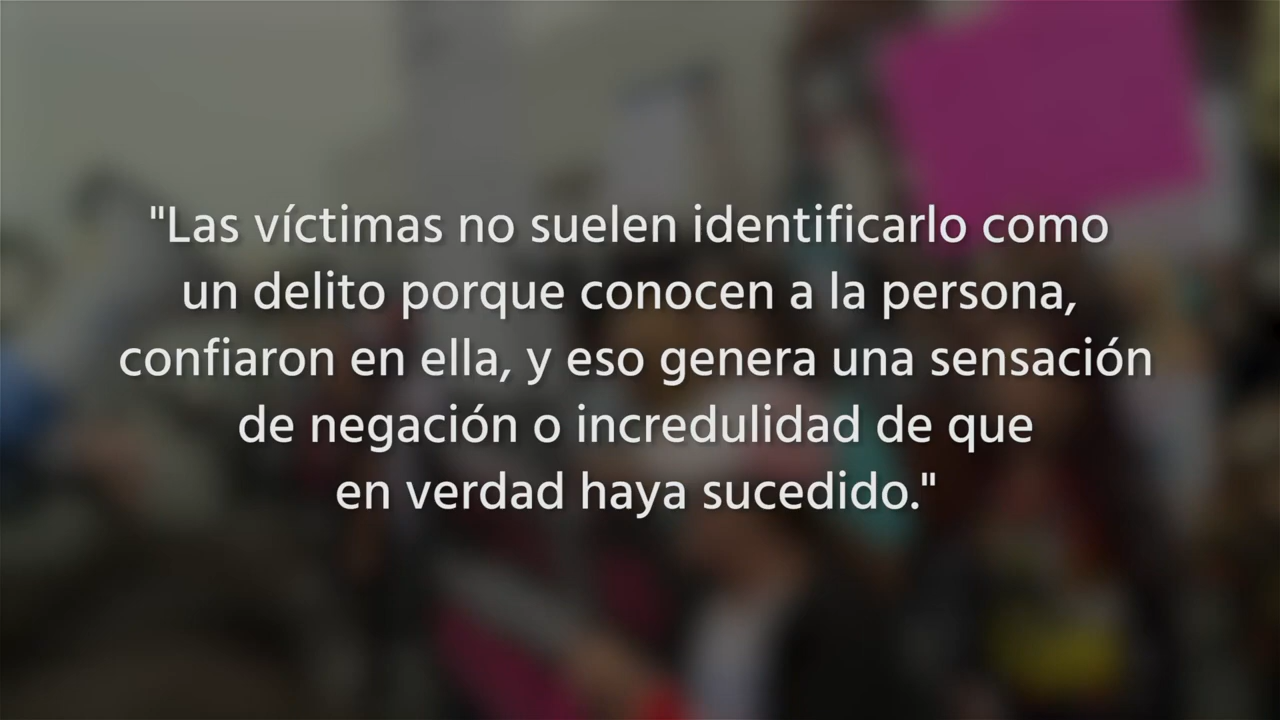 "Las víctimas no suelen identificarlo como
un delito porque conocen a la persona,
confiaron en ella, y eso genera una sensación
de negación o incredulidad de que
en verdad haya sucedido."